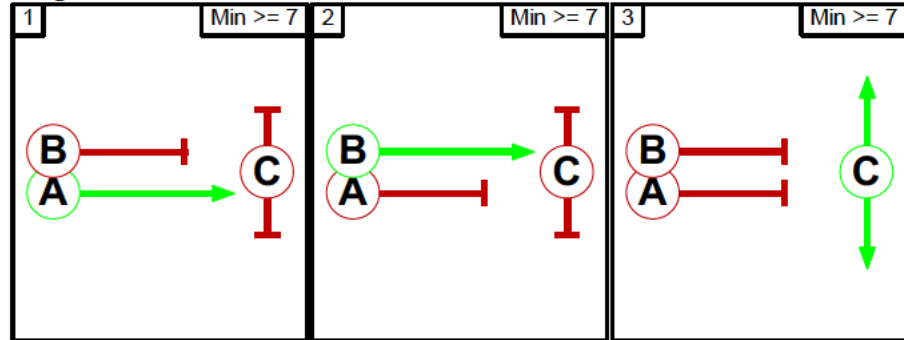 1 Min >= 7 2 Min >= 7 3 Min >= 7
B B
B
C C C
A A A